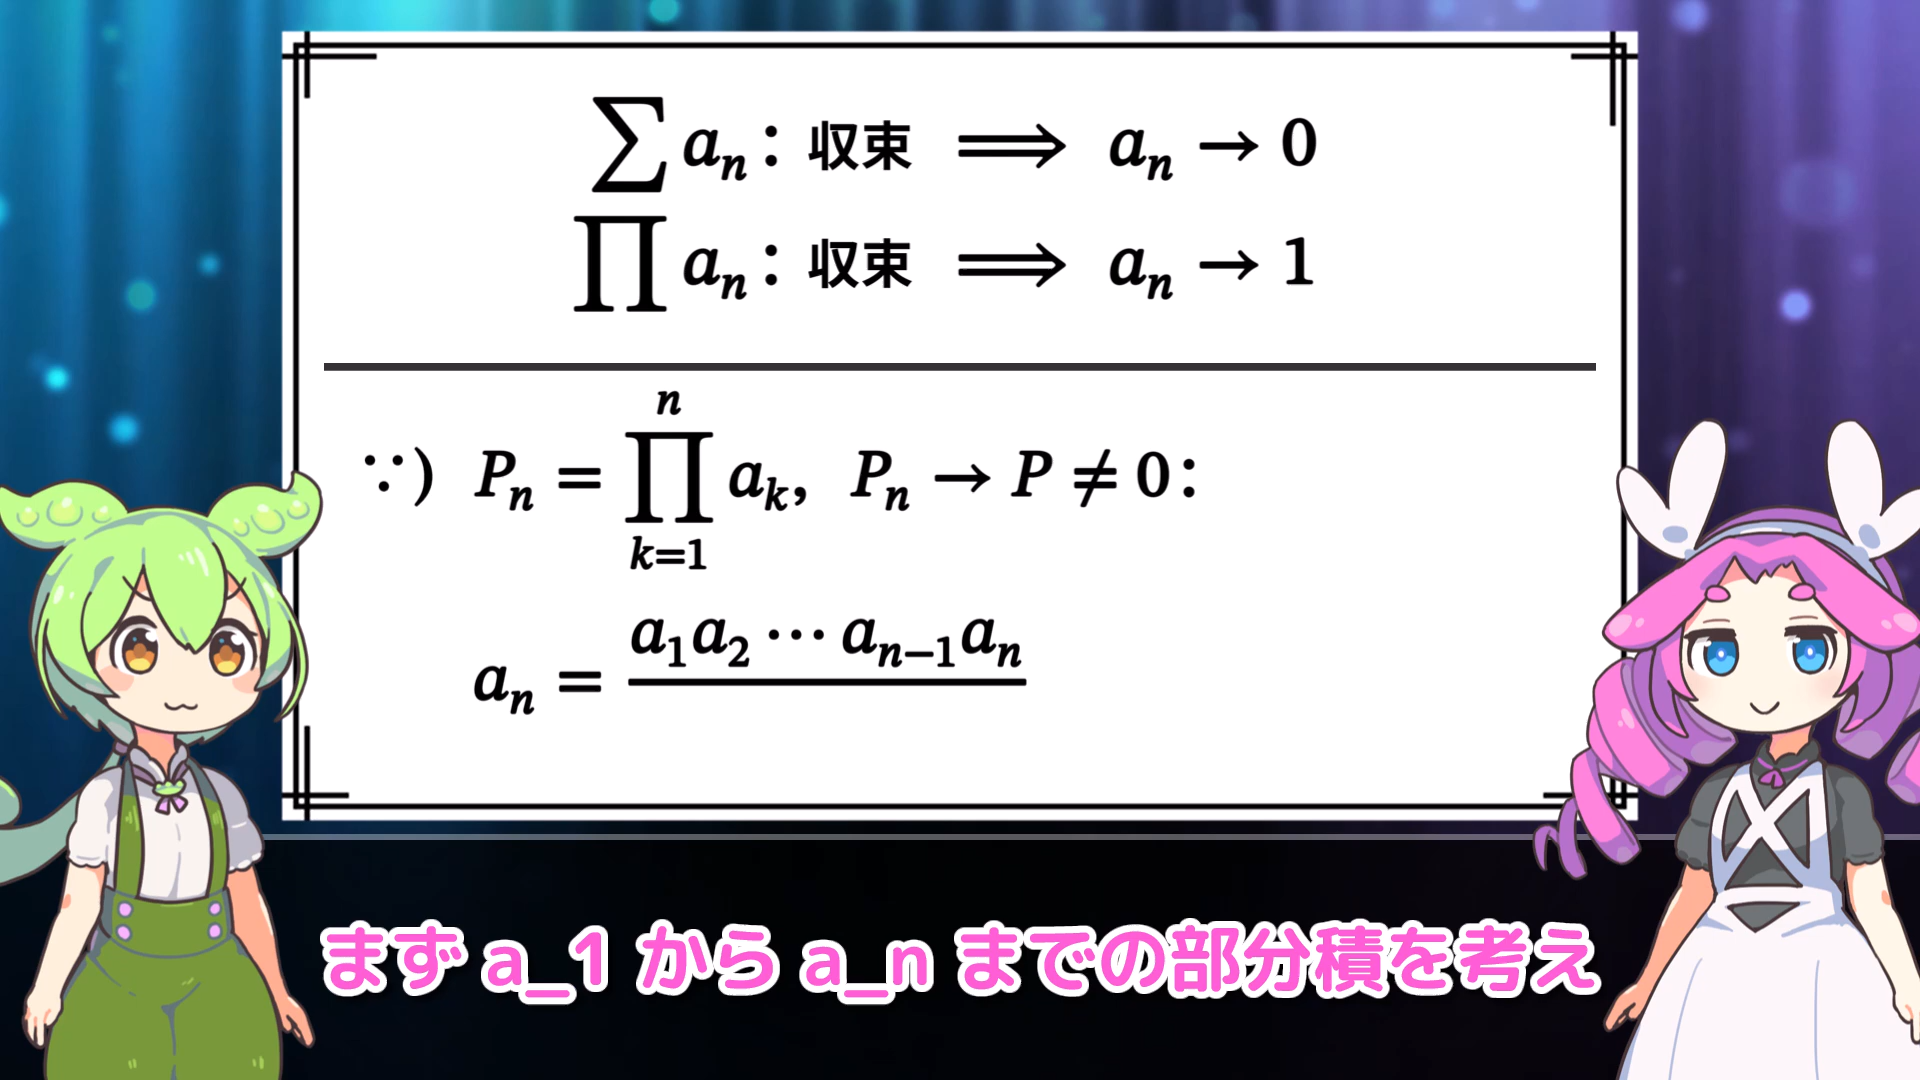 ∑ aₙ：収束 ⟹ aₙ → 0
∏ aₙ：収束 ⟹ aₙ → 1
∵) Pₙ = ∏_{k=1}^{n} aₖ, Pₙ → P ≠ 0：
aₙ = a₁a₂ ⋯ aₙ₋₁aₙ
まず a_1 から a_n までの部分積を考え